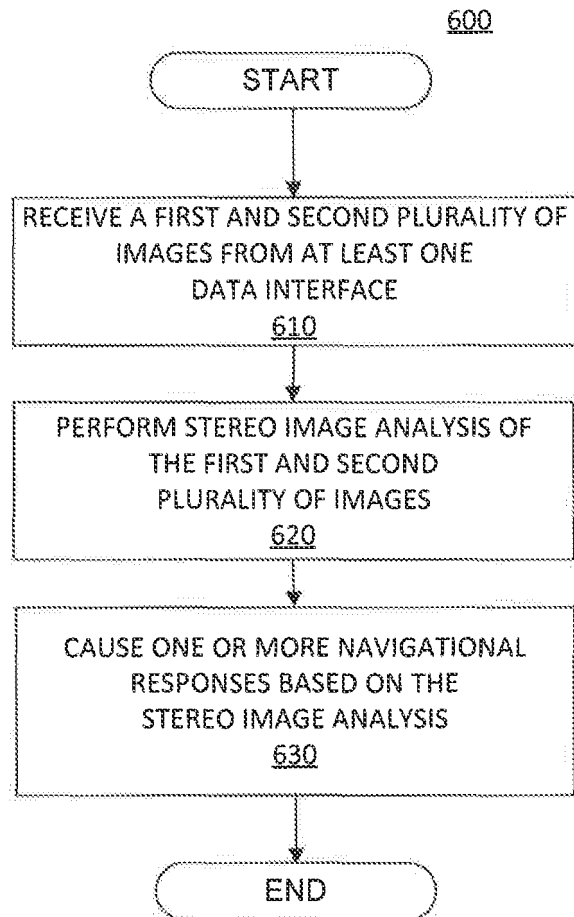 600
START
RECEIVE A FIRST AND SECOND PLURALITY OF
IMAGES FROM AT LEAST ONE
DATA INTERFACE
610
PERFORM STEREO IMAGE ANALYSIS OF
THE FIRST AND SECOND
PLURALITY OF IMAGES
620
CAUSE ONE OR MORE NAVIGATIONAL
RESPONSES BASED ON THE
STEREO IMAGE ANALYSIS
630
END